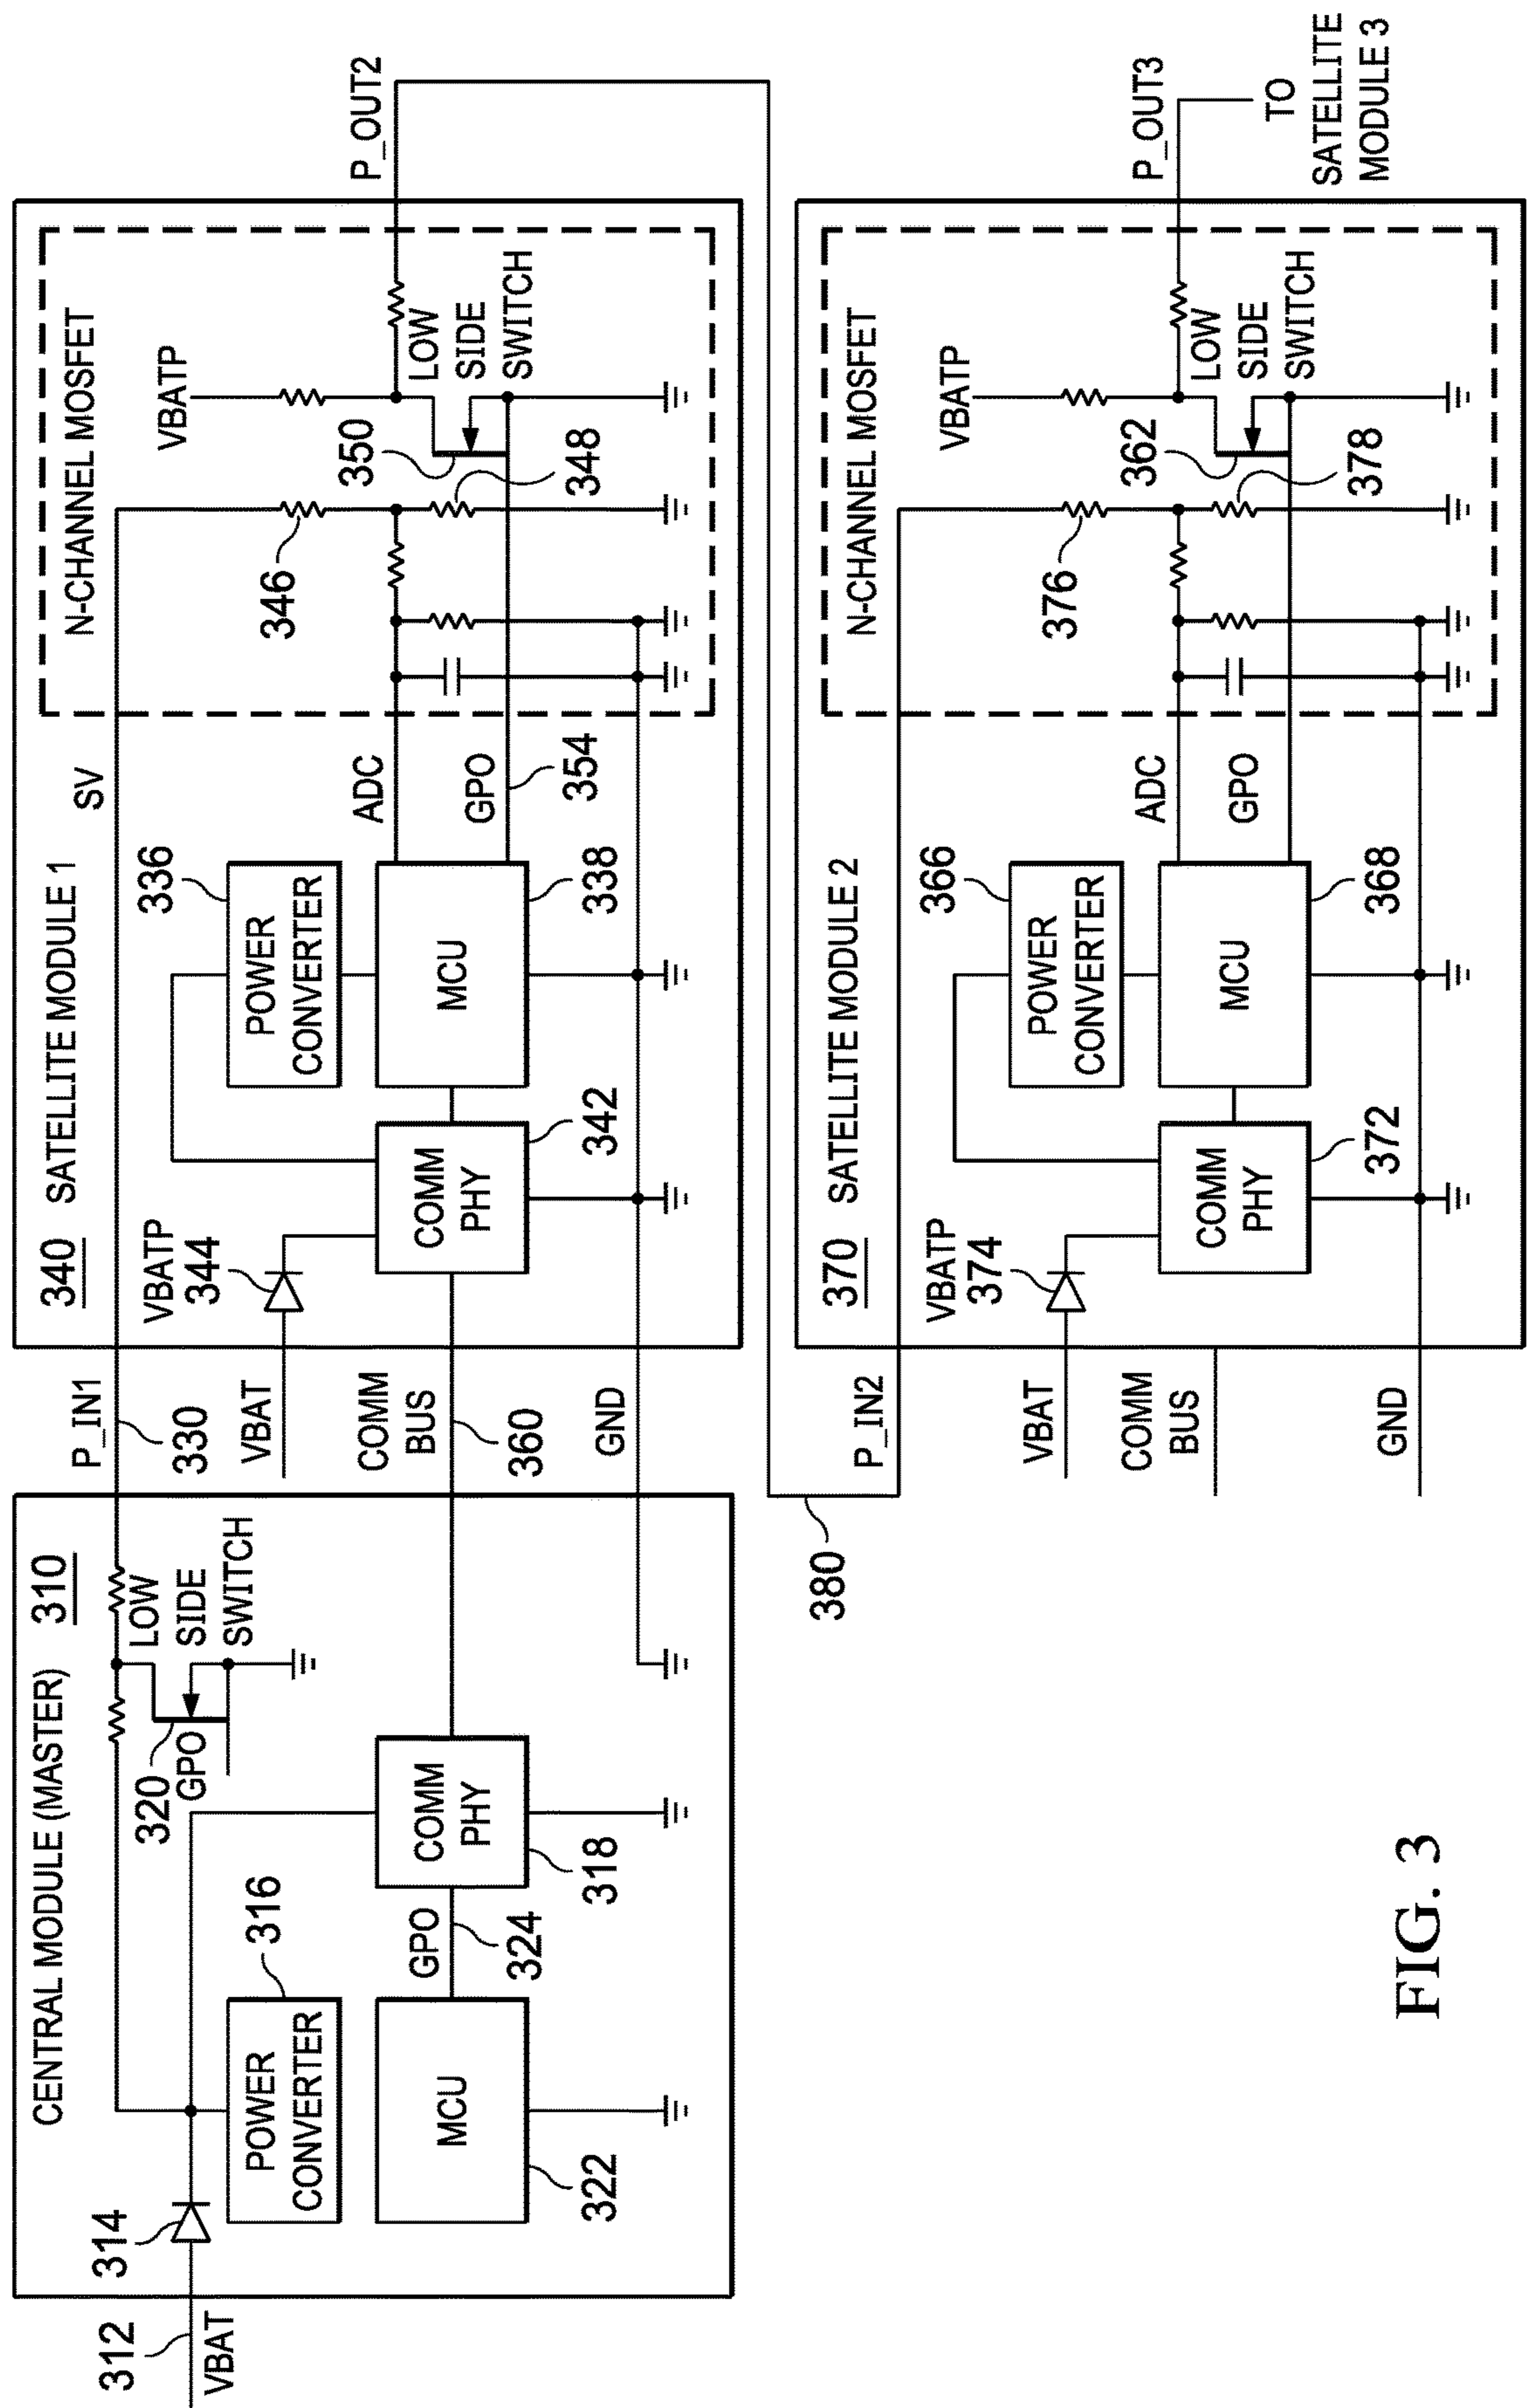 CENTRAL MODULE (MASTER)
310
312
VBAT
314
POWER
CONVERTER
316
MCU
322
GPO
324
COMM
PHY
318
320
GPO
LOW
SIDE
SWITCH
P_IN1
330
VBAT
COMM
BUS
360
GND
340
SATELLITE MODULE 1
SV
VBATP
344
COMM
PHY
342
POWER
CONVERTER
336
MCU
338
ADC
GPO
354
N-CHANNEL MOSFET
346
348
VBATP
350
LOW
SIDE
SWITCH
P_OUT2
380
P_IN2
VBAT
COMM
BUS
GND
370
SATELLITE MODULE 2
VBATP
374
COMM
PHY
372
POWER
CONVERTER
366
MCU
368
ADC
GPO
N-CHANNEL MOSFET
376
378
VBATP
362
LOW
SIDE
SWITCH
P_OUT3
TO
SATELLITE
MODULE 3
FIG. 3